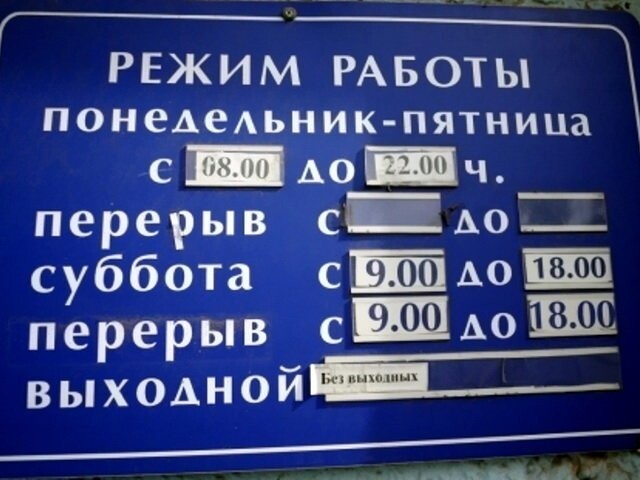 РЕЖИМ РАБОТЫ
ПОНЕДЕЛЬНИК-ПЯТНИЦА
с 08.00 до 22.00 ч.
перерыв с до
суббота с 9.00 до 18.00
перерыв с 9.00 до 18.00
выходной Без выходных